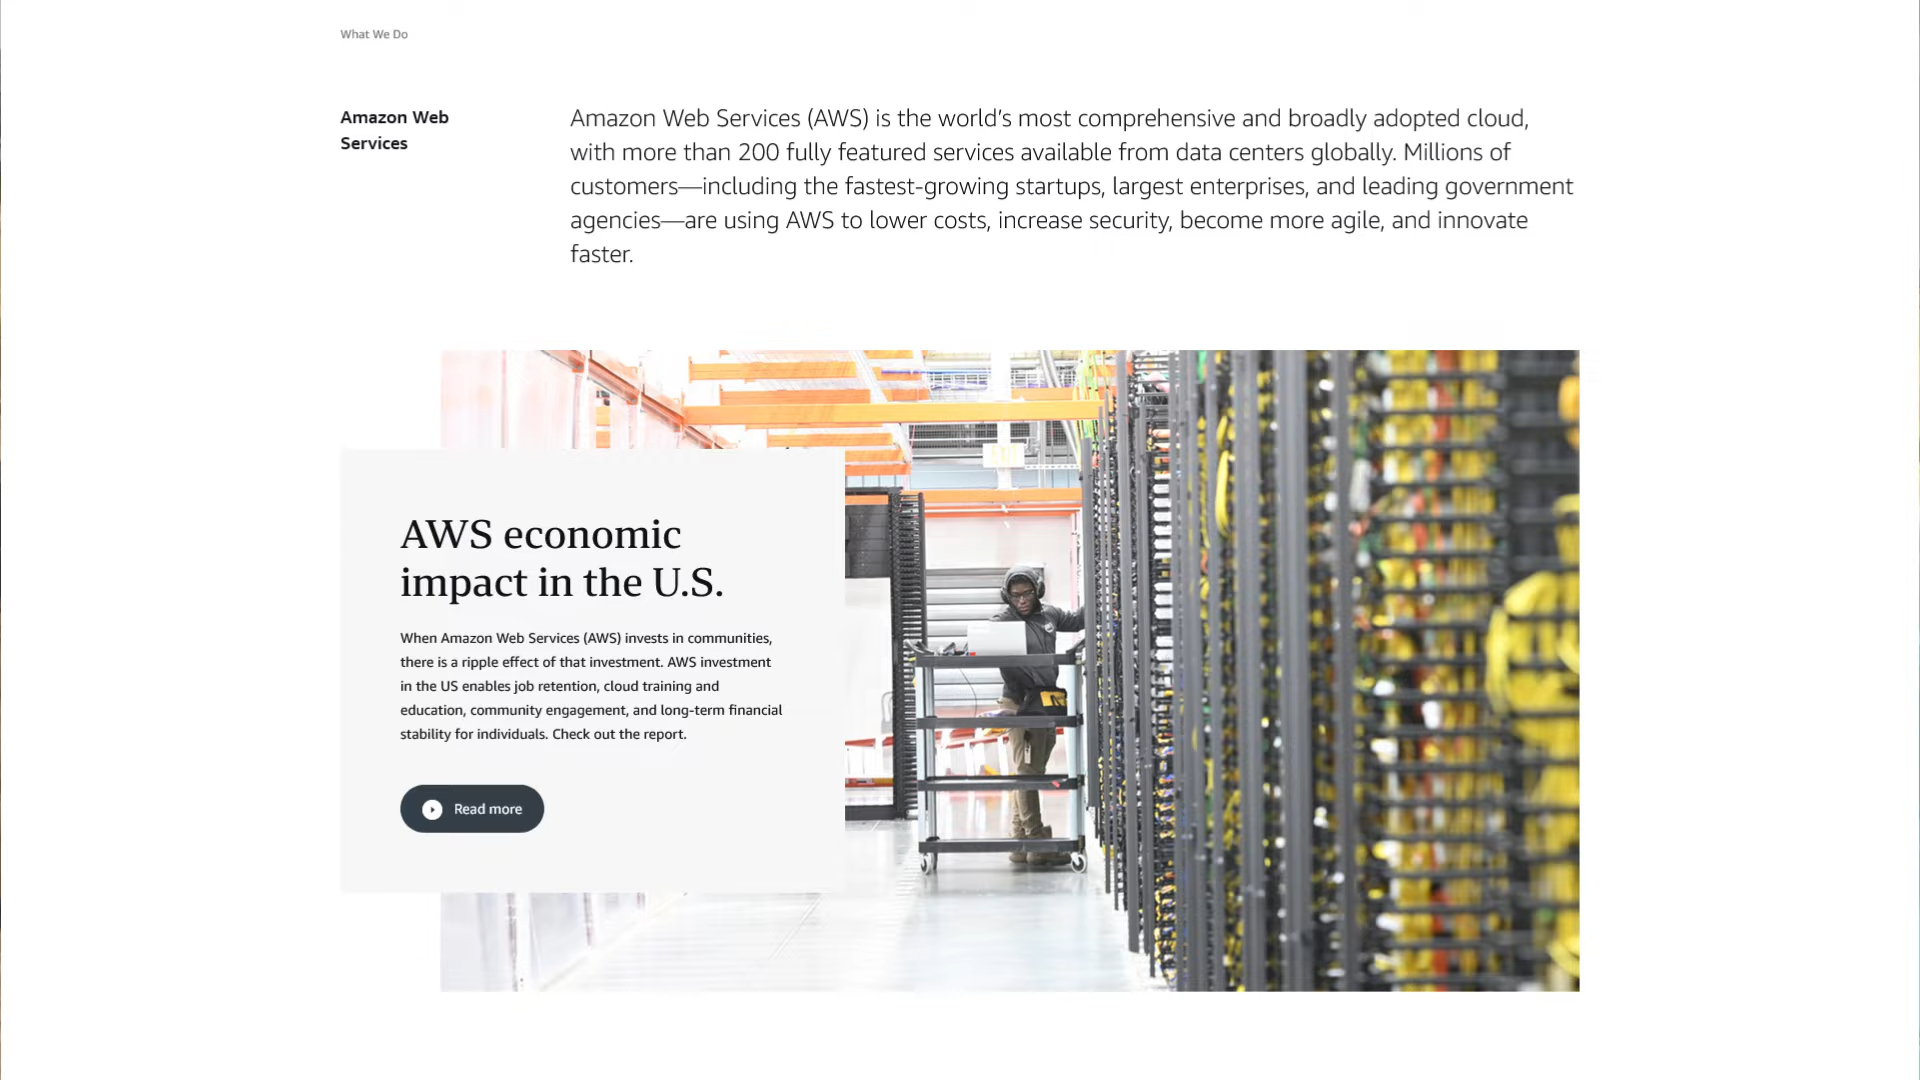 What We Do
Amazon Web
Services
Amazon Web Services (AWS) is the world’s most comprehensive and broadly adopted cloud,
with more than 200 fully featured services available from data centers globally. Millions of
customers—including the fastest-growing startups, largest enterprises, and leading government
agencies—are using AWS to lower costs, increase security, become more agile, and innovate
faster.
AWS economic
impact in the U.S.
When Amazon Web Services (AWS) invests in communities,
there is a ripple effect of that investment. AWS investment
in the US enables job retention, cloud training and
education, community engagement, and long-term financial
stability for individuals. Check out the report.
Read more